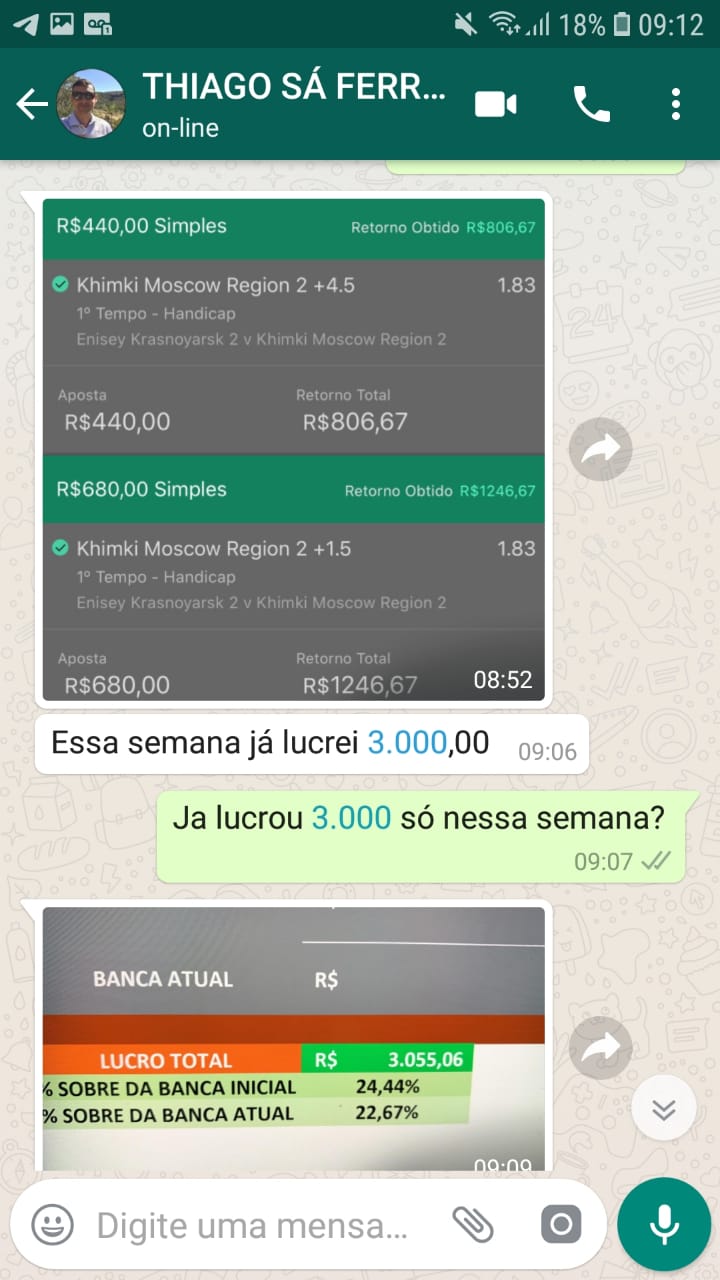 18% 09:12
THIAGO SÁ FERR...
on-line
R$440,00 Simples Retorno Obtido R$806,67
Khimki Moscow Region 2 +4.5 1.83
1º Tempo - Handicap
Enisey Krasnoyarsk 2 v Khimki Moscow Region 2
Aposta Retorno Total
R$440,00 R$806,67
R$680,00 Simples Retorno Obtido R$1246,67
Khimki Moscow Region 2 +1.5 1.83
1º Tempo - Handicap
Enisey Krasnoyarsk 2 v Khimki Moscow Region 2
Aposta Retorno Total
R$680,00 R$1246,67
08:52
Essa semana já lucrei 3.000,00 09:06
Ja lucrou 3.000 só nessa semana?
09:07
BANCA ATUAL R$
LUCRO TOTAL R$ 3.055,06
% SOBRE DA BANCA INICIAL 24,44%
% SOBRE DA BANCA ATUAL 22,67%
09:09
Digite uma mensa...